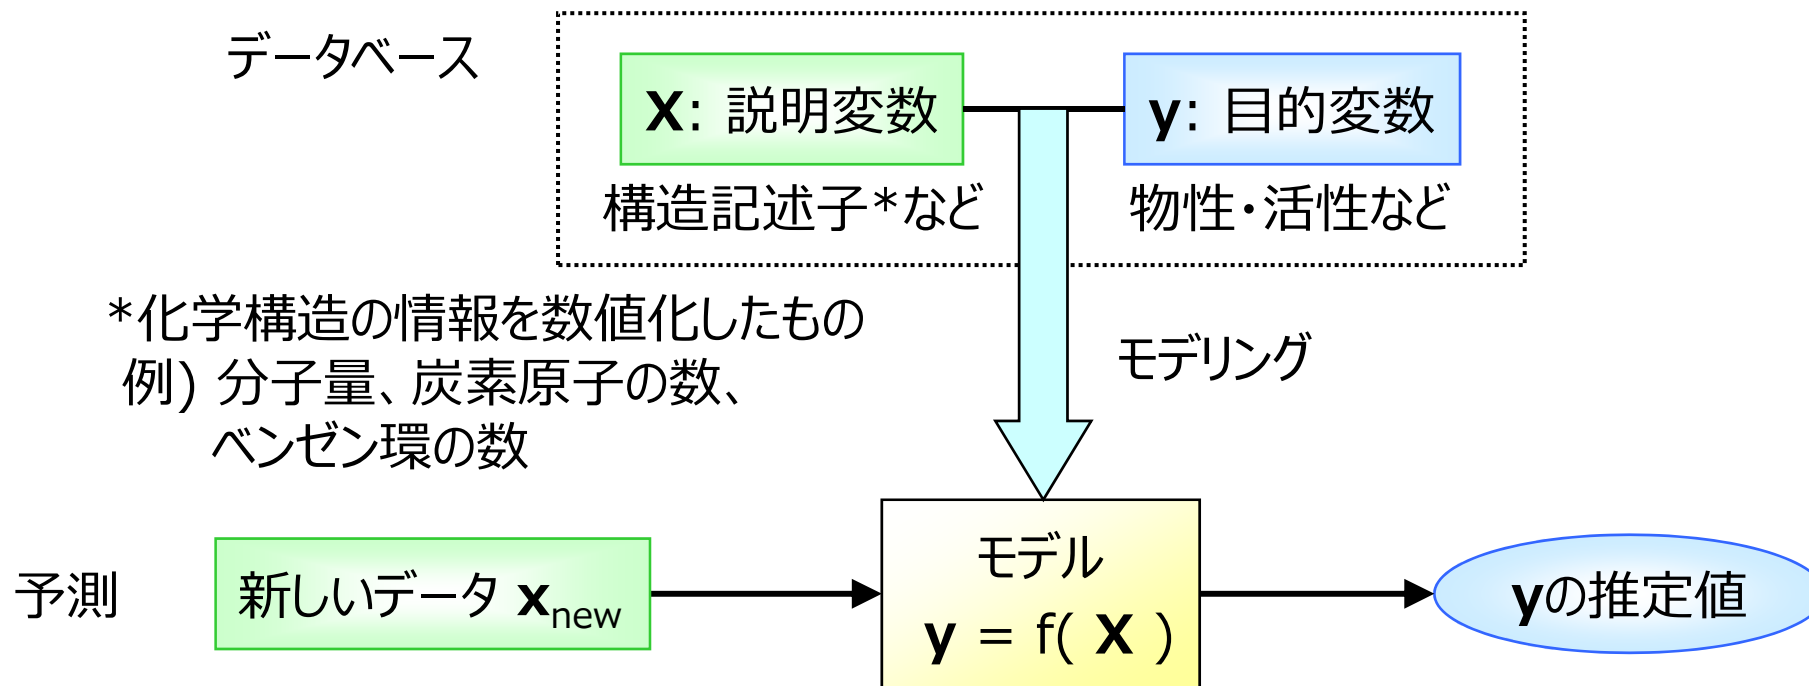 データベース
X: 説明変数
y: 目的変数
構造記述子*など
物性・活性など
*化学構造の情報を数値化したもの
例) 分子量、炭素原子の数、
ベンゼン環の数
モデリング
予測
新しいデータ xnew
モデル
y = f( X )
yの推定値